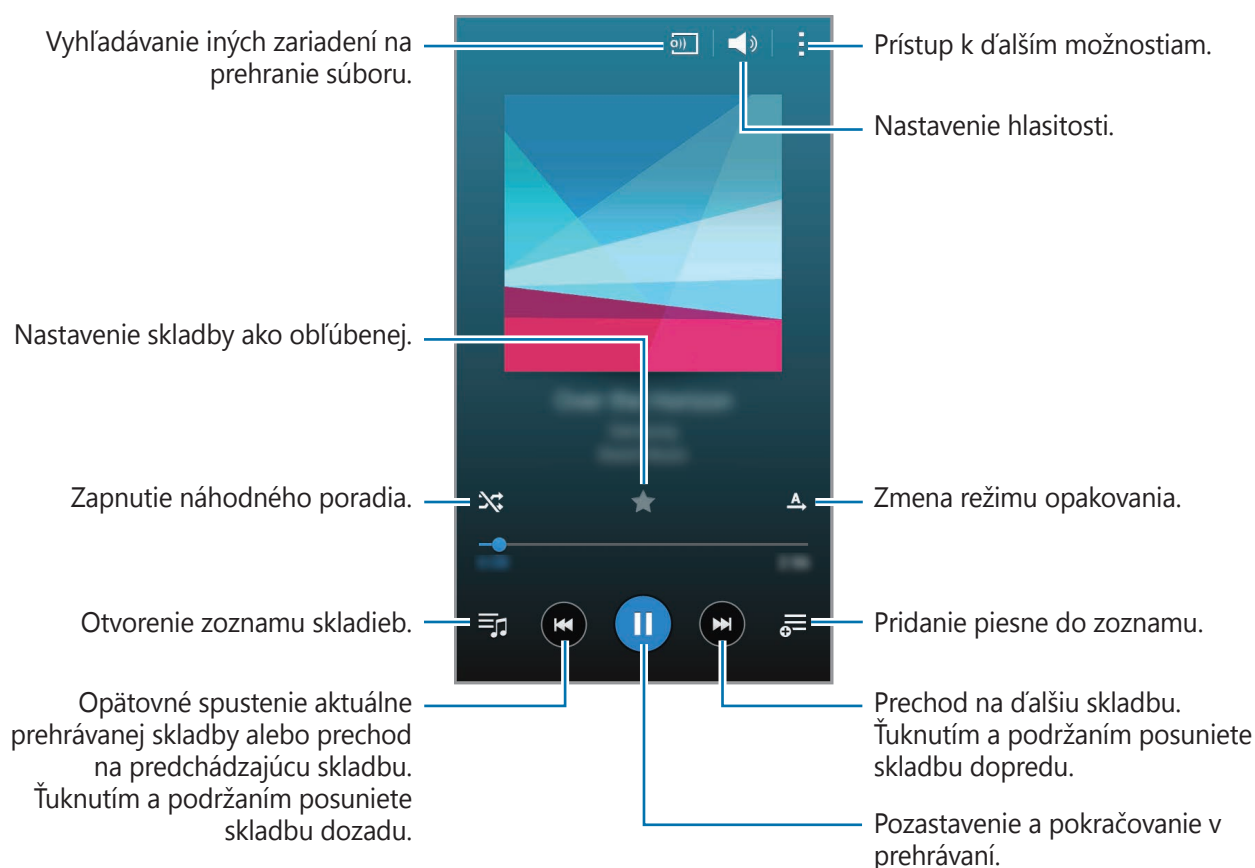 Vyhľadávanie iných zariadení na
prehranie súboru.
Prístup k ďalším možnostiam.
Nastavenie hlasitosti.
Nastavenie skladby ako obľúbenej.
Zapnutie náhodného poradia.
Zmena režimu opakovania.
Otvorenie zoznamu skladieb.
Pridanie piesne do zoznamu.
Opätovné spustenie aktuálne
prehrávanej skladby alebo prechod
na predchádzajúcu skladbu.
Ťuknutím a podržaním posuniete
skladbu dozadu.
Prechod na ďalšiu skladbu.
Ťuknutím a podržaním posuniete
skladbu dopredu.
Pozastavenie a pokračovanie v
prehrávaní.